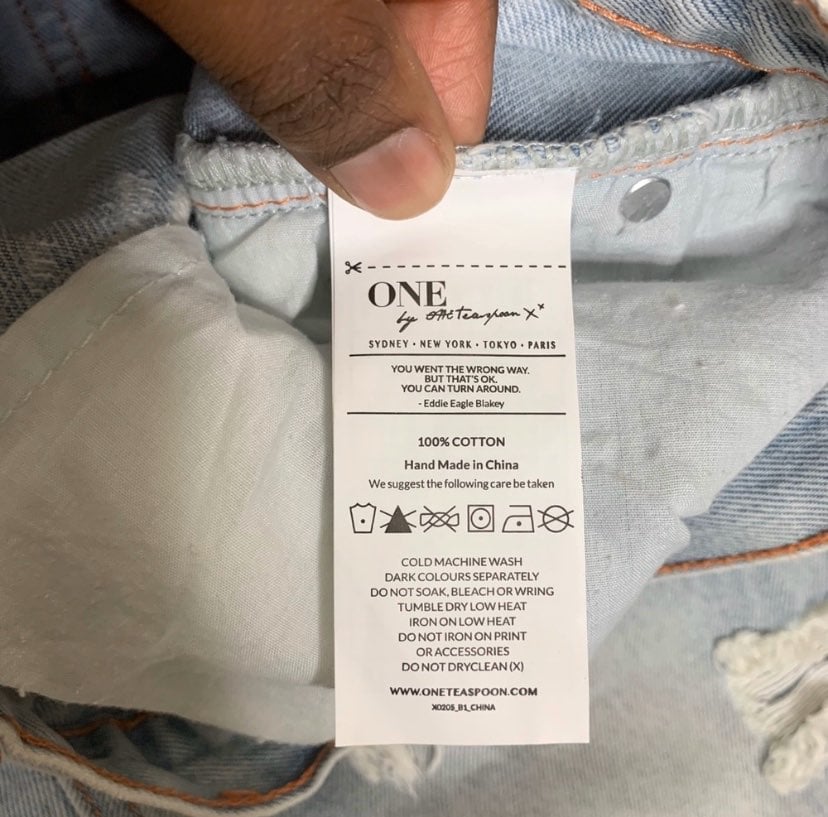 ONE
by one teaspoon X x
SYDNEY • NEW YORK • TOKYO • PARIS
YOU WENT THE WRONG WAY.
BUT THAT'S OK.
YOU CAN TURN AROUND.
- Eddie Eagle Blakey
100% COTTON
Hand Made in China
We suggest the following care be taken
COLD MACHINE WASH
DARK COLOURS SEPARATELY
DO NOT SOAK, BLEACH OR WRING
TUMBLE DRY LOW HEAT
IRON ON LOW HEAT
DO NOT IRON ON PRINT
OR ACCESSORIES
DO NOT DRYCLEAN (X)
WWW.ONETEASPOON.COM
X0205_B1_CHINA